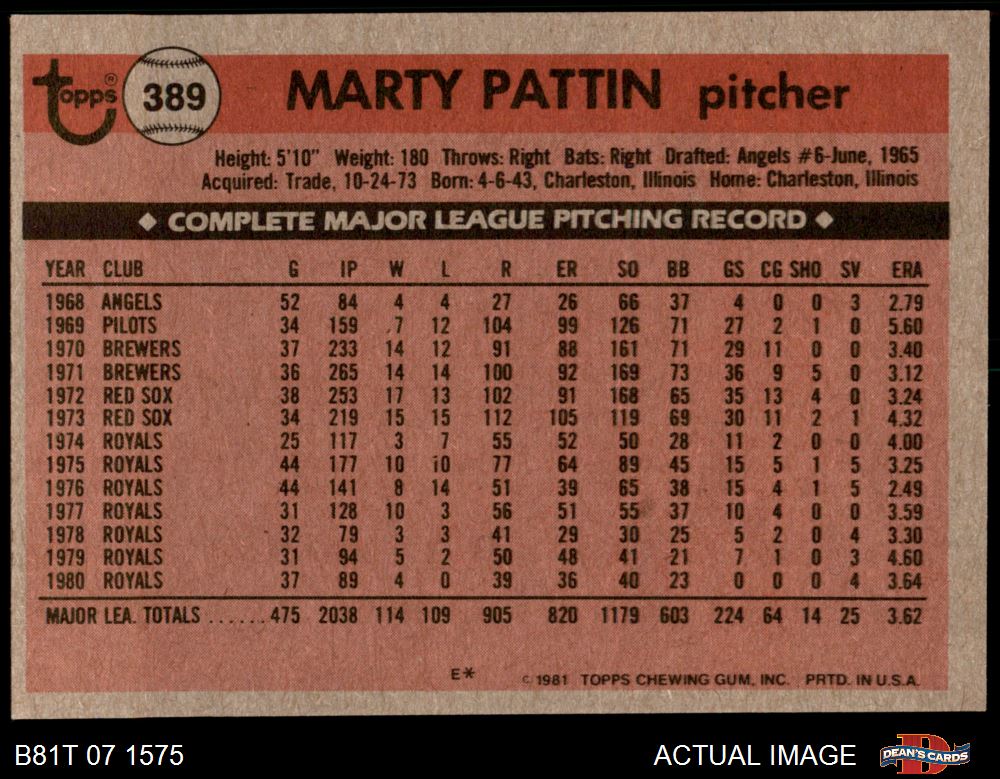 Topps® 389 MARTY PATTIN pitcher
Height: 5'10" Weight: 180 Throws: Right Bats: Right Drafted: Angels #6-June, 1965
Acquired: Trade, 10-24-73 Born: 4-6-43, Charleston, Illinois Home: Charleston, Illinois
◆ COMPLETE MAJOR LEAGUE PITCHING RECORD ◆
YEAR CLUB G IP W L R ER SO BB GS CG SHO SV ERA
1968 ANGELS 52 84 4 4 27 26 66 37 4 0 0 3 2.79
1969 PILOTS 34 159 7 12 104 99 126 71 27 2 1 0 5.60
1970 BREWERS 37 233 14 12 91 88 161 71 29 11 0 0 3.40
1971 BREWERS 36 265 14 14 100 92 169 73 36 9 5 0 3.12
1972 RED SOX 38 253 17 13 102 91 168 65 35 13 4 0 3.24
1973 RED SOX 34 219 15 15 112 105 119 69 30 11 2 1 4.32
1974 ROYALS 25 117 3 7 55 52 50 28 11 2 0 0 4.00
1975 ROYALS 44 177 10 10 77 64 89 45 15 5 1 5 3.25
1976 ROYALS 44 141 8 14 51 39 65 38 15 4 1 5 2.49
1977 ROYALS 31 128 10 3 56 51 55 37 10 4 0 0 3.59
1978 ROYALS 32 79 3 3 41 29 30 25 5 2 0 4 3.30
1979 ROYALS 31 94 5 2 50 48 41 21 7 1 0 3 4.60
1980 ROYALS 37 89 4 0 39 36 40 23 0 0 0 4 3.64
MAJOR LEA. TOTALS ...... 475 2038 114 109 905 820 1179 603 224 64 14 25 3.62
E* © 1981 TOPPS CHEWING GUM, INC. PRTD. IN U.S.A.
B81T 07 1575 ACTUAL IMAGE DEAN'S CARDS